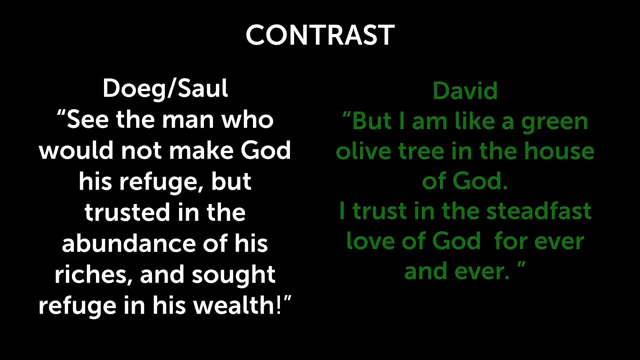 CONTRAST
Doeg/Saul
“See the man who
would not make God
his refuge, but
trusted in the
abundance of his
riches, and sought
refuge in his wealth!”
David
“But I am like a green
olive tree in the house
of God.
I trust in the steadfast
love of God  for ever
and ever. ”